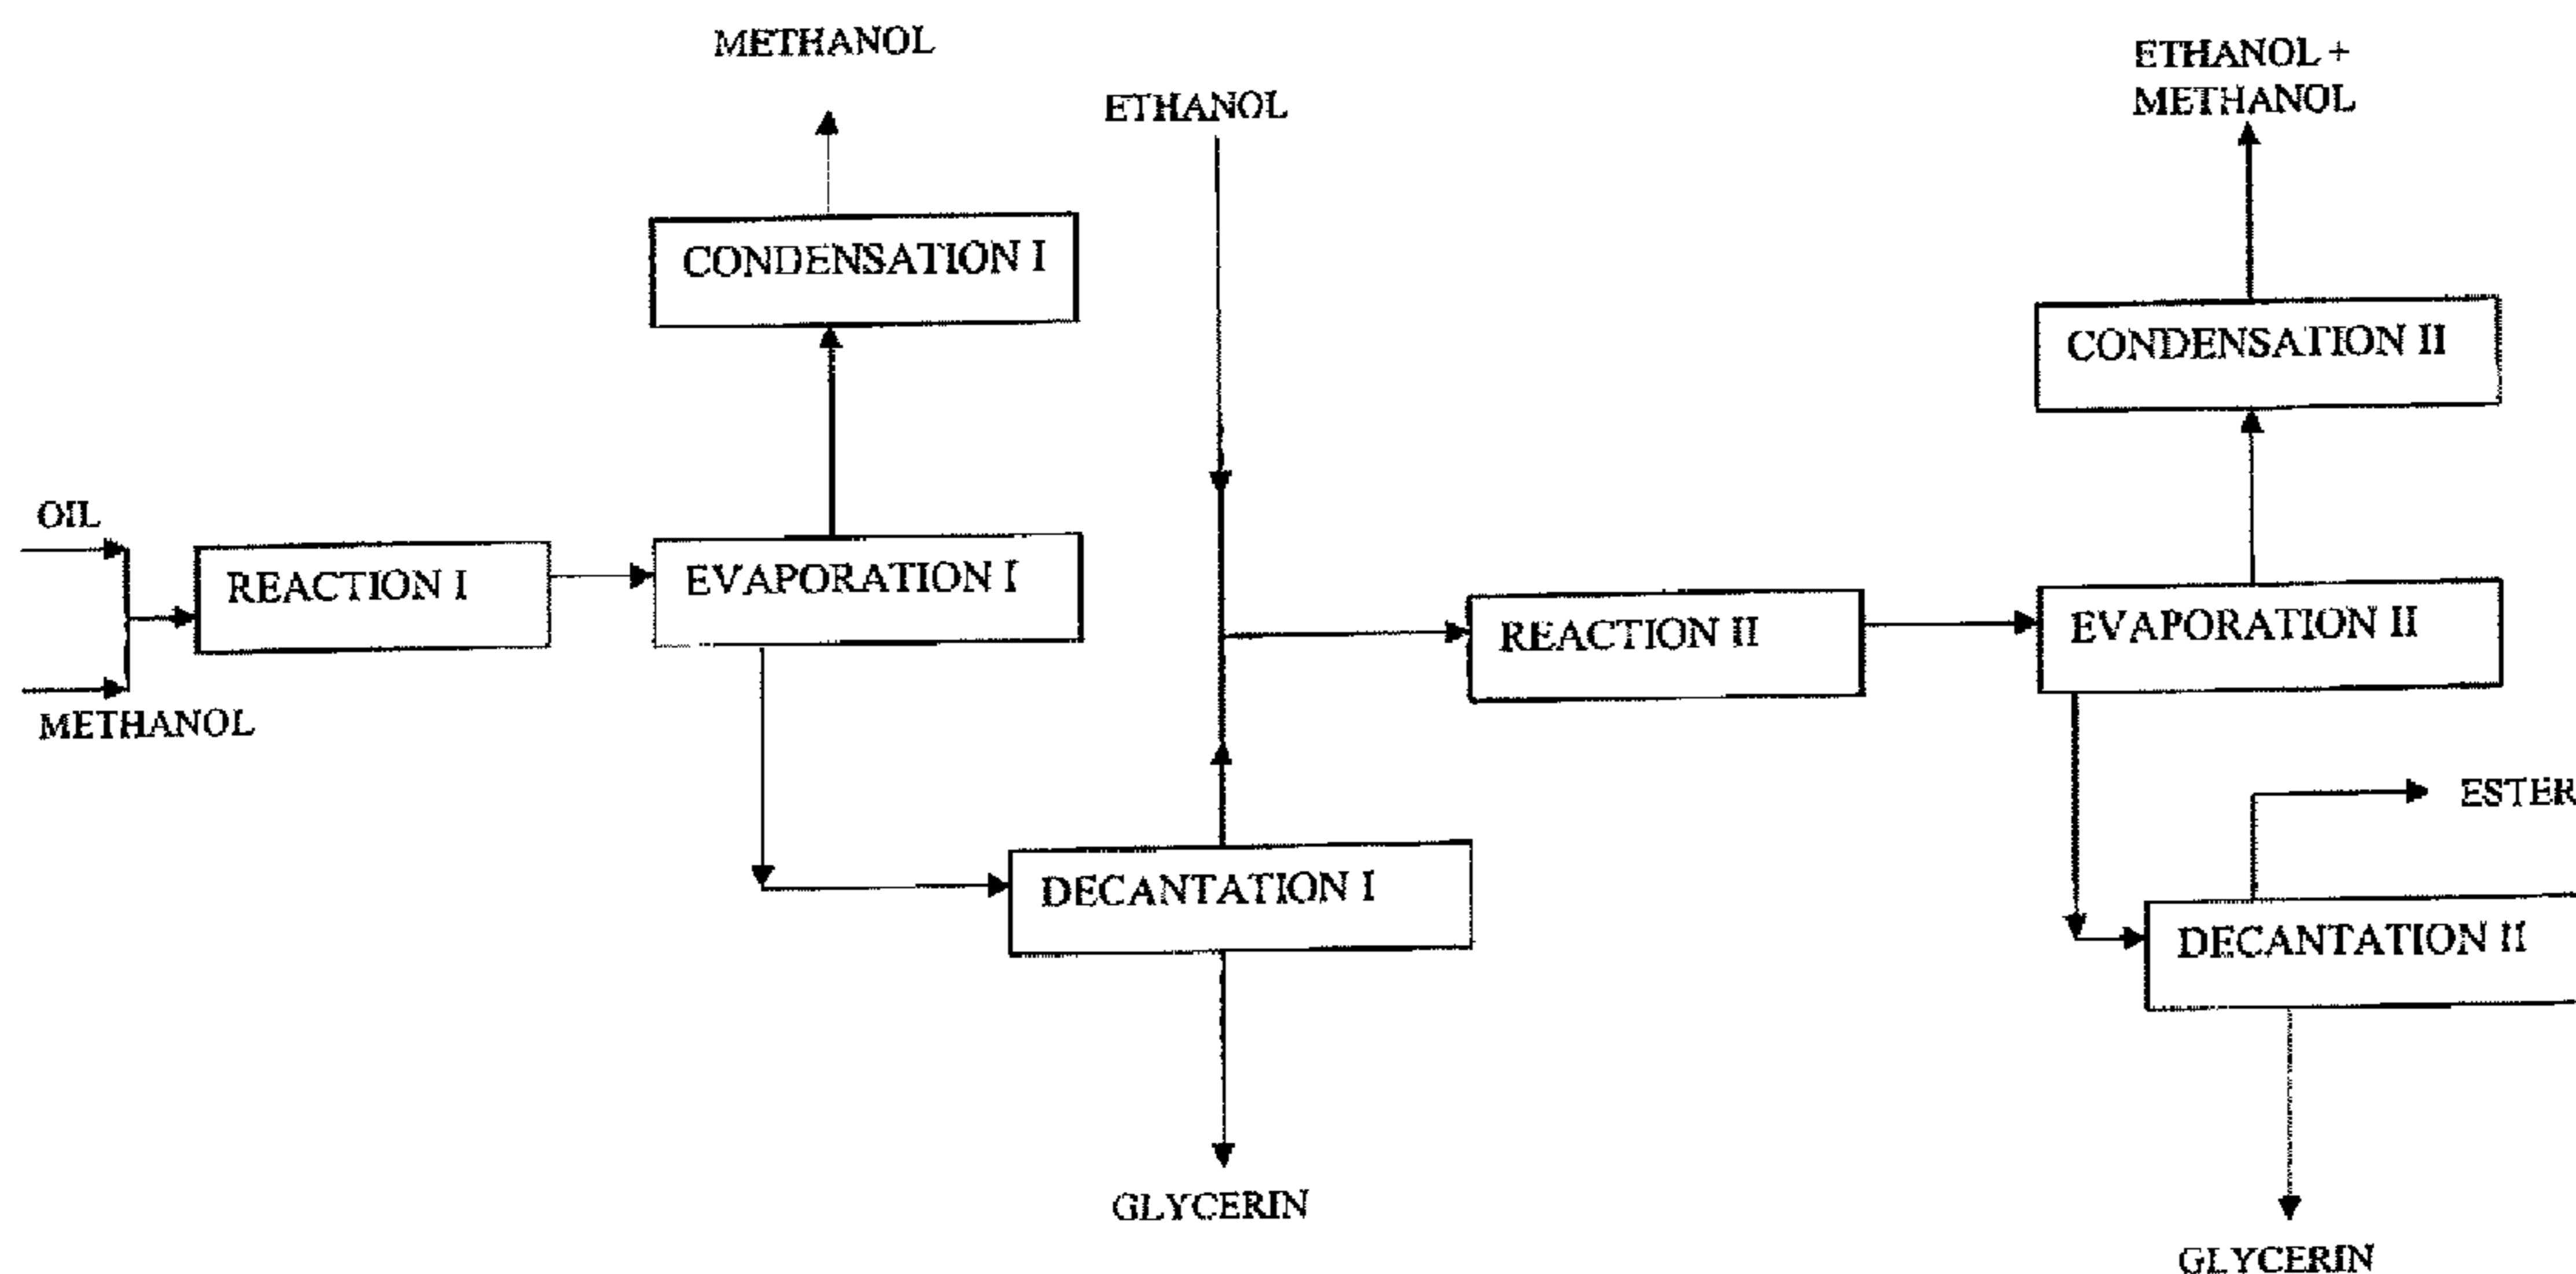 METHANOL
ETHANOL +
METHANOL
ETHANOL
CONDENSATION I
CONDENSATION II
OIL
REACTION I
EVAPORATION I
REACTION II
EVAPORATION II
METHANOL
ESTER
DECANTATION I
DECANTATION II
GLYCERIN
GLYCERIN